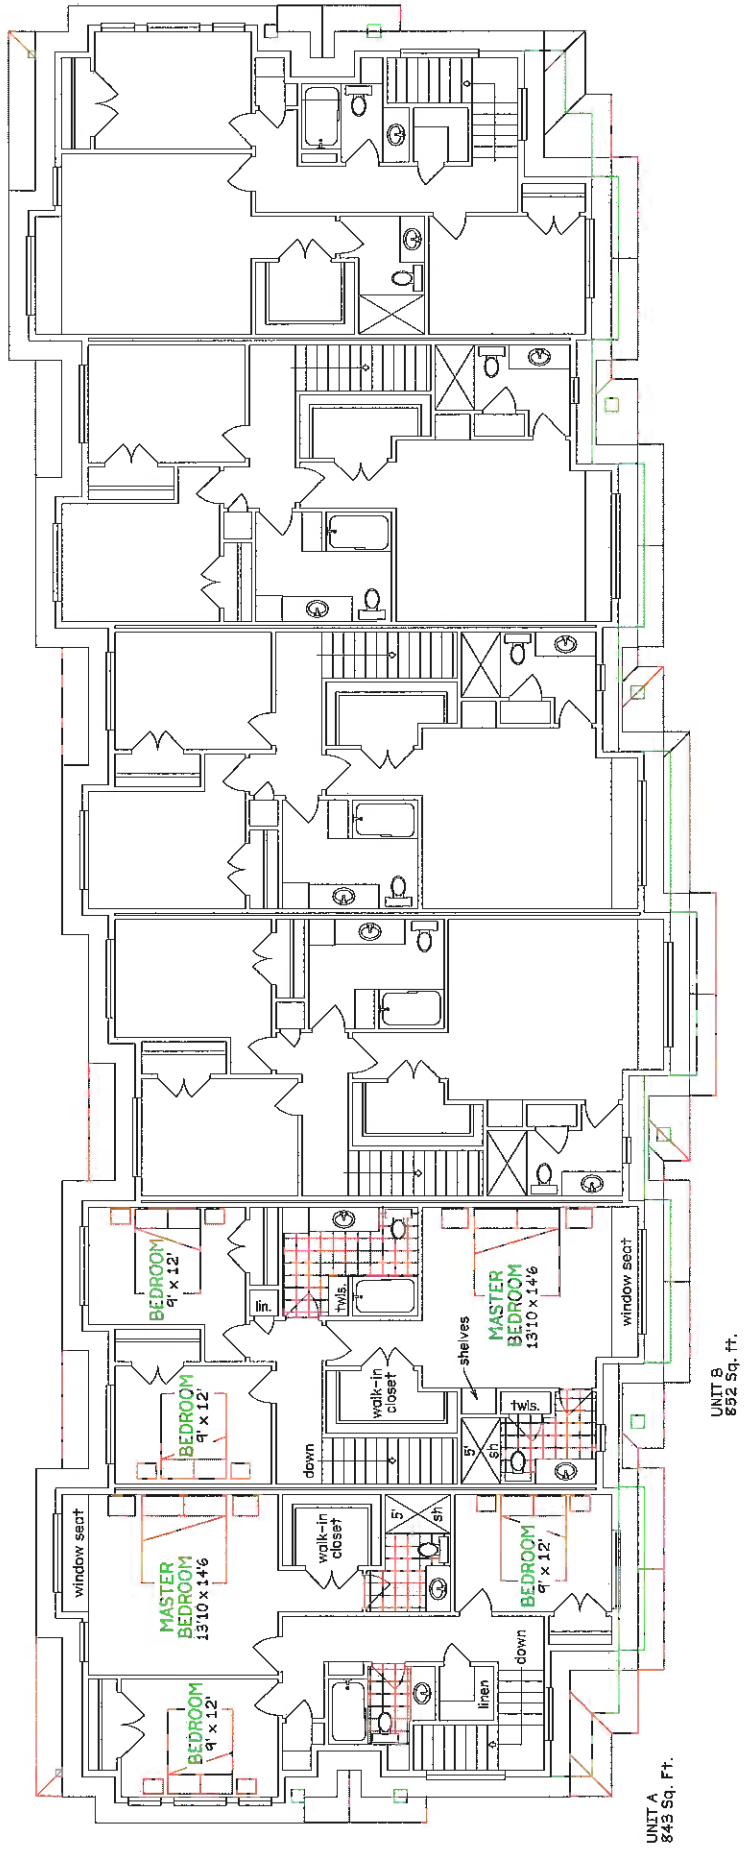 BEDROOM
9' x 12'
lin.
twls.
MASTER
BEDROOM
13'10 x 14'6
window seat
shelves
walk-in
closet
BEDROOM
9' x 12'
down
5'
sh
twls.
UNIT B
852 Sq. ft.
window seat
MASTER
BEDROOM
13'10 x 14'6
walk-in
closet
5'
sh
BEDROOM
9' x 12'
BEDROOM
9' x 12'
linen
down
UNIT A
843 Sq. Ft.